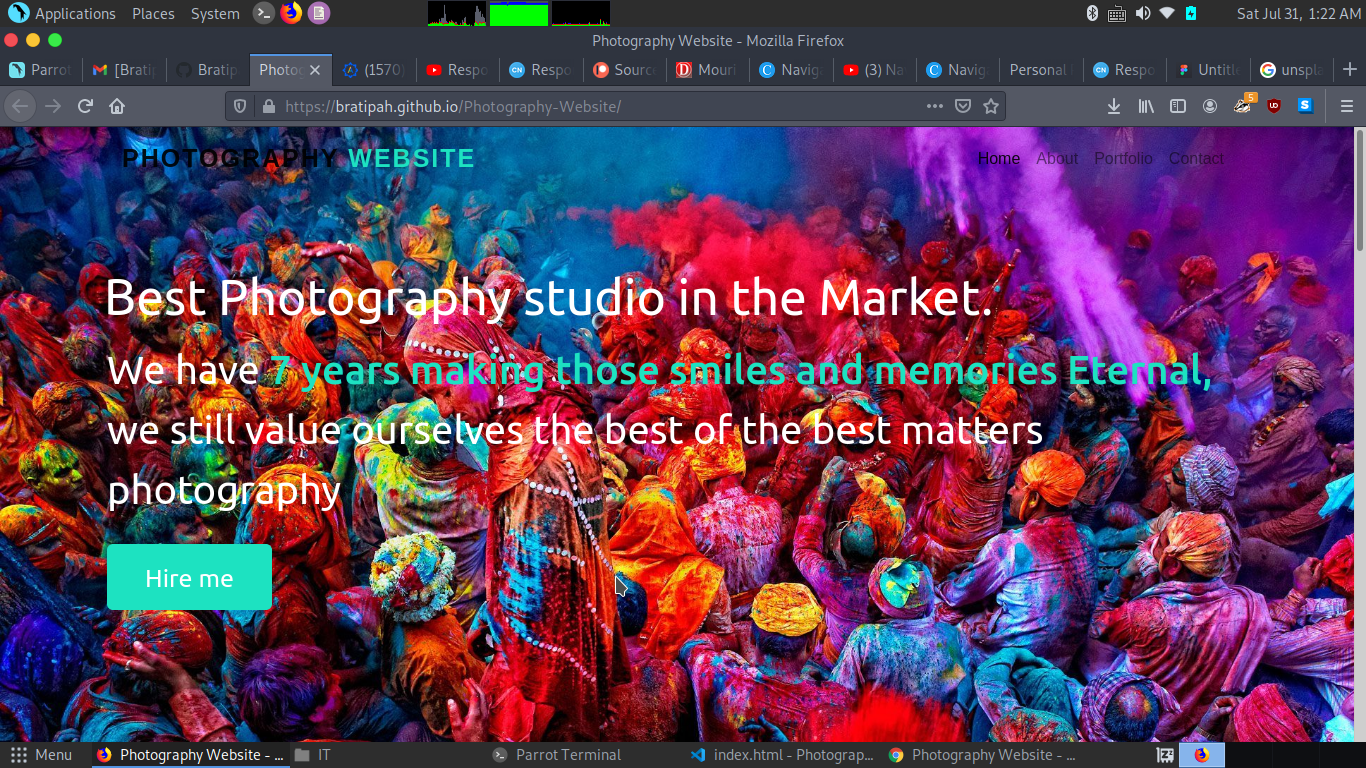 Applications Places System
Sat Jul 31, 1:22 AM
Photography Website - Mozilla Firefox
Parrot
[Bratip
Bratip
Photog
(1570)
Respo
Respo
Source
Mouri
Navig
(3) Na
Navig
Personal
Respo
Untitle
unspla
https://bratipah.github.io/Photography-Website/
5
PHOTOGRAPHY WEBSITE
Home About Portfolio Contact
Best Photography studio in the Market.
We have 7 years making those smiles and memories Eternal,
we still value ourselves the best of the best matters
photography
Hire me
Menu
Photography Website - ...
IT
Parrot Terminal
index.html - Photograp...
Photography Website - ...